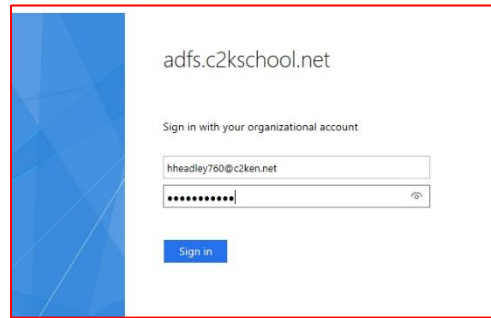 adfs.c2kschool.net
Sign in with your organizational account
hheadley760@c2ken.net
●●●●●●●●●●●
Sign in